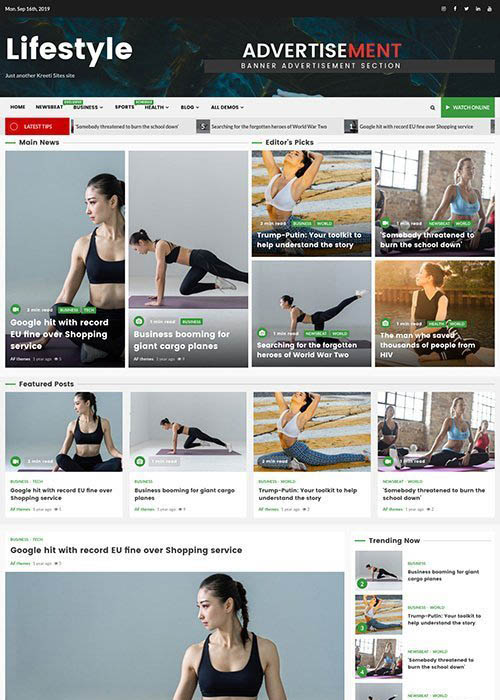 Mon. Sep 16th, 2019
Lifestyle
Just another Kreeti Sites site
ADVERTISEMENT
BANNER ADVERTISEMENT SECTION
HOME NEWSBEAT BUSINESS SPORTS HEALTH BLOG ALL DEMOS
WATCH ONLINE
LATEST TIPS
'Somebody threatened to burn the school down'
5
Searching for the forgotten heroes of World War Two
1
Google hit with record EU fine over Shopping service
Main News
2 min read BUSINESS TECH
Google hit with record
EU fine over Shopping
service
AF themes 1 year ago 5
1 min read BUSINESS
Business booming for
giant cargo planes
AF themes 1 year ago 9
Editor's Picks
2 min read BUSINESS WORLD
Trump-Putin: Your toolkit to
help understand the story
1 min read NEWSBEAT WORLD
'Somebody threatened to
burn the school down'
1 min read NEWSBEAT WORLD
Searching for the forgotten
heroes of World War Two
1 min read HEALTH WORLD
The man who saved
thousands of people from
HIV
Featured Posts
2 min read
BUSINESS TECH
Google hit with record EU fine over
Shopping service
AF themes 1 year ago 5
1 min read
BUSINESS
Business booming for giant cargo
planes
AF themes 1 year ago 9
2 min read
BUSINESS WORLD
Trump-Putin: Your toolkit to help
understand the story
AF themes 1 year ago 3
1 min read
NEWSBEAT WORLD
'Somebody threatened to burn the
school down'
AF themes 1 year ago 2
BUSINESS TECH
Google hit with record EU fine over Shopping service
AF themes 1 year ago 5
Trending Now
2
BUSINESS
Business booming for giant
cargo planes
3
BUSINESS WORLD
Trump-Putin: Your toolkit to
help understand the story
4
NEWSBEAT WORLD
'Somebody threatened to
burn the school down'
NEWSBEAT WORLD